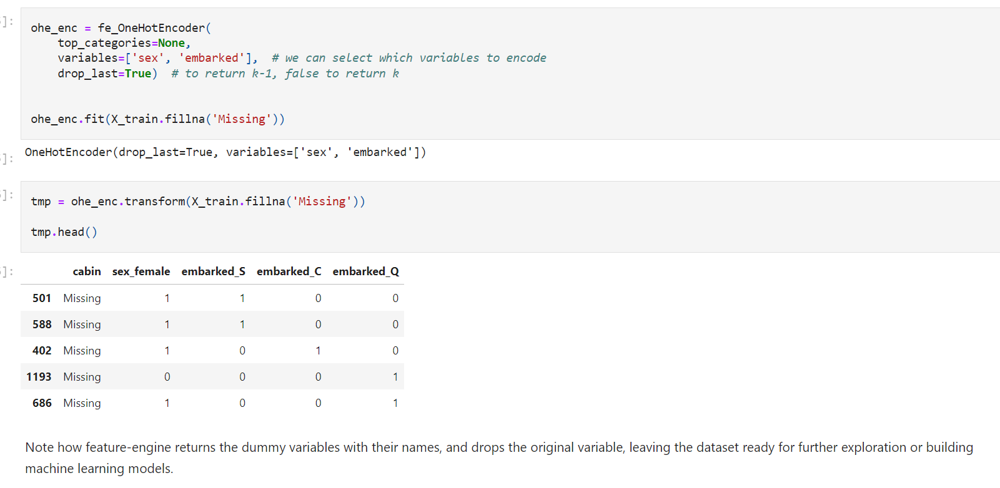 ]:
ohe_enc = fe_OneHotEncoder(
top_categories=None,
variables=['sex', 'embarked'],  # we can select which variables to encode
drop_last=True)  # to return k-1, false to return k
ohe_enc.fit(X_train.fillna('Missing'))
]:
OneHotEncoder(drop_last=True, variables=['sex', 'embarked'])
]:
tmp = ohe_enc.transform(X_train.fillna('Missing'))
tmp.head()
]:
cabin sex_female embarked_S embarked_C embarked_Q
501 Missing 1 1 0 0
588 Missing 1 1 0 0
402 Missing 1 0 1 0
1193 Missing 0 0 0 1
686 Missing 1 0 0 1
Note how feature-engine returns the dummy variables with their names, and drops the original variable, leaving the dataset ready for further exploration or building
machine learning models.